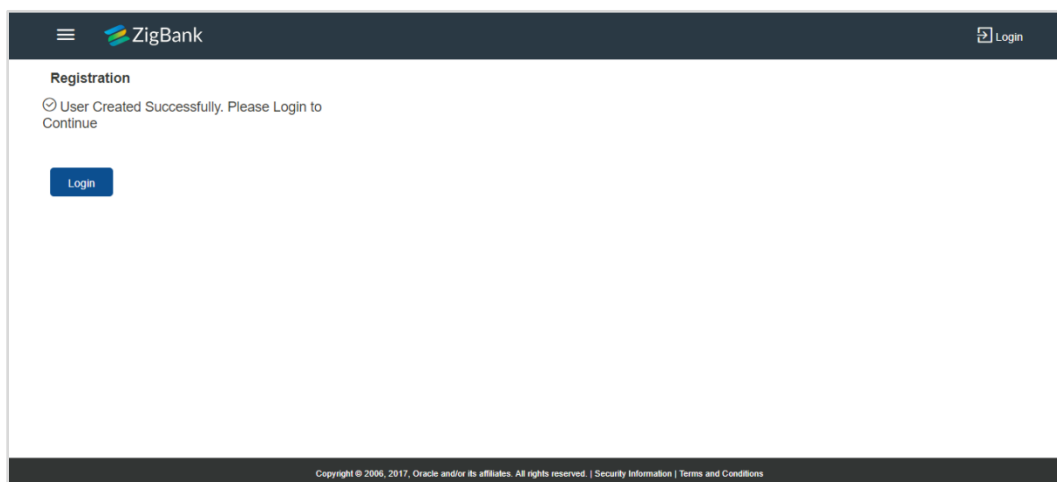 ZigBank
Login
Registration
User Created Successfully. Please Login to
Continue
Login
Copyright © 2006, 2017, Oracle and/or its affiliates. All rights reserved. | Security Information | Terms and Conditions